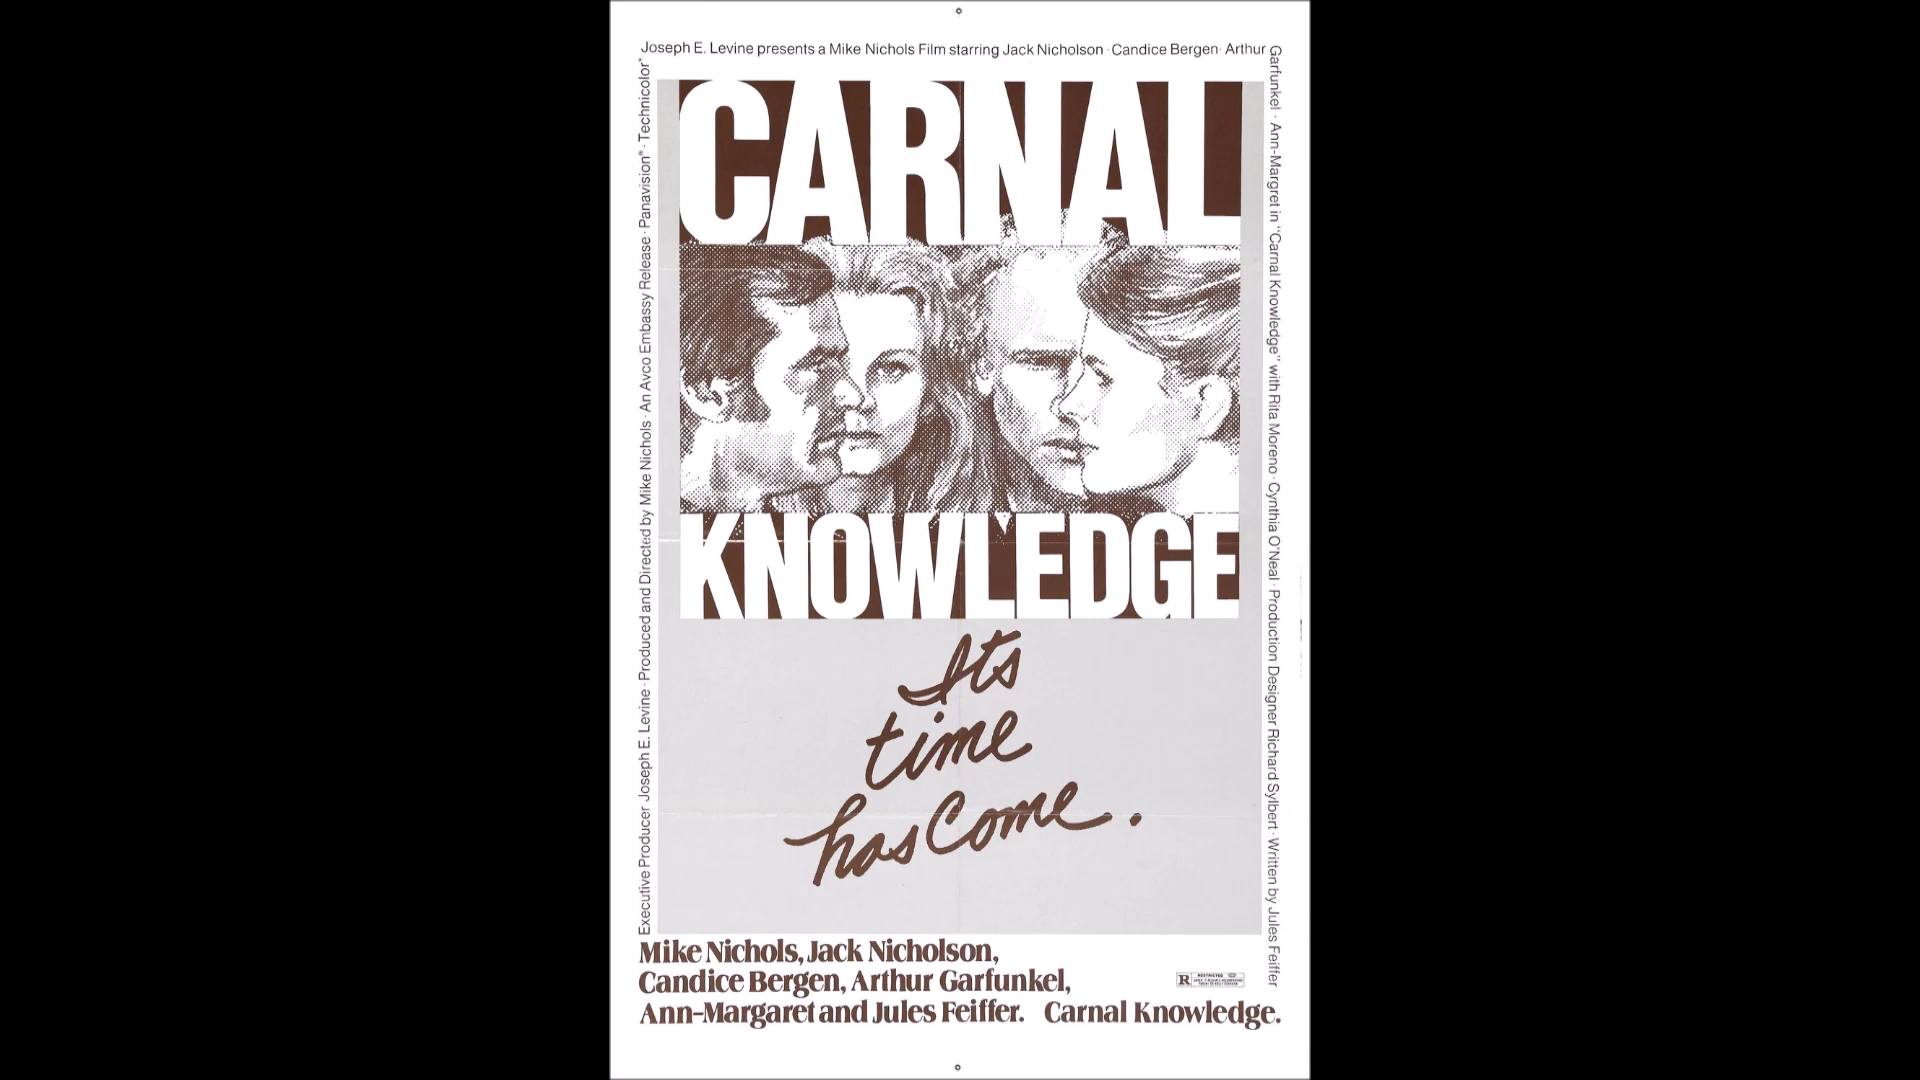 Joseph E. Levine presents a Mike Nichols Film starring Jack Nicholson · Candice Bergen · Arthur
Garfunkel · Ann-Margret in "Carnal Knowledge" with Rita Moreno · Cynthia O'Neal · Production Designer Richard Sylbert · Written by Jules Feiffer
Executive Producer Joseph E. Levine · Produced and Directed by Mike Nichols · An Avco Embassy Release · Panavision® · Technicolor®
CARNAL
KNOWLEDGE
Its
time
has Come.
Mike Nichols, Jack Nicholson,
Candice Bergen, Arthur Garfunkel,
Ann-Margaret and Jules Feiffer. Carnal Knowledge.
R RESTRICTED